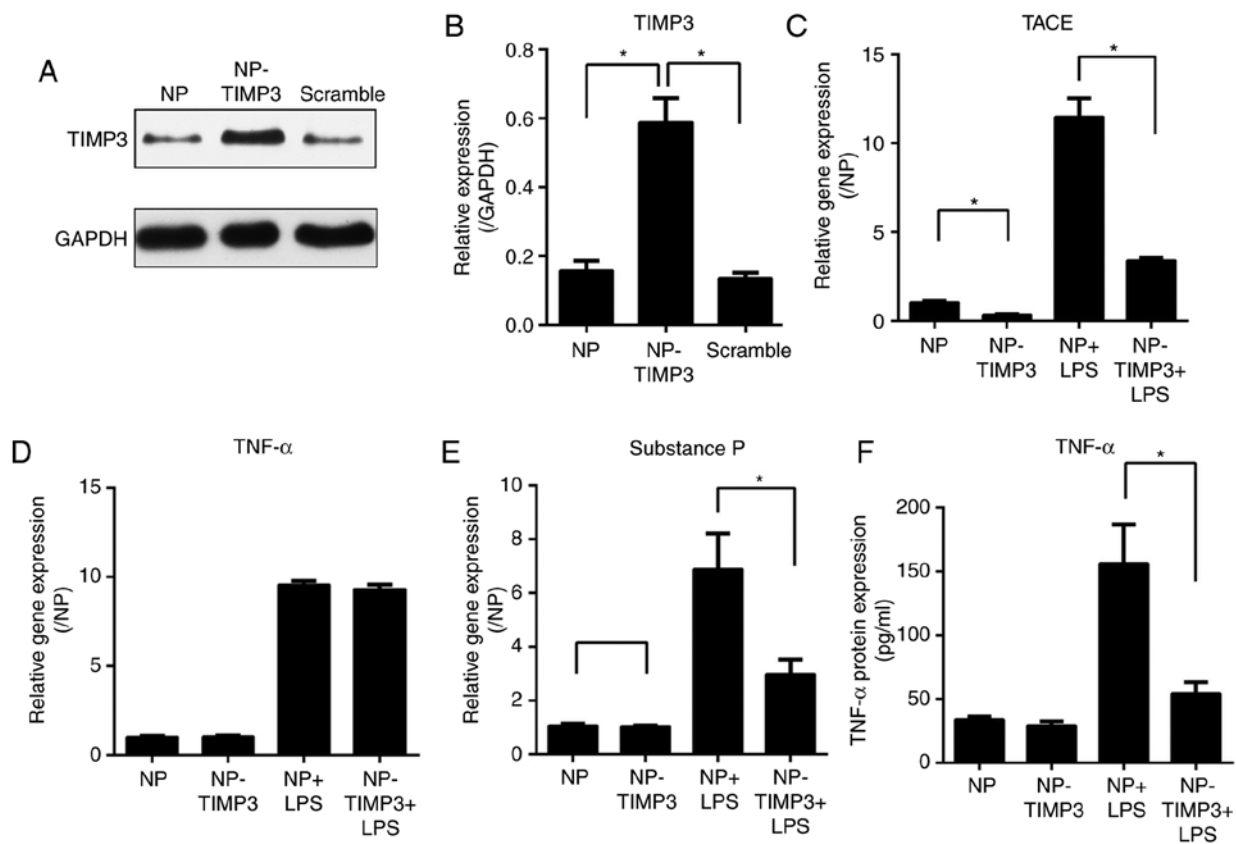 A
NP
NP-
TIMP3
Scramble
TIMP3
GAPDH
B
TIMP3
Relative expression
(/GAPDH)
0.8
0.6
0.4
0.2
0.0
*
*
NP
NP-
TIMP3
Scramble
C
TACE
Relative gene expression
(/NP)
15
10
5
0
*
*
NP
NP-
TIMP3
NP+
LPS
NP-
TIMP3+
LPS
D
TNF-α
Relative gene expression
(/NP)
15
10
5
0
NP
NP-
TIMP3
NP+
LPS
NP-
TIMP3+
LPS
E
Substance P
Relative gene expression
(/NP)
10
8
6
4
2
0
*
NP
NP-
TIMP3
NP+
LPS
NP-
TIMP3+
LPS
F
TNF-α
TNF-α protein expression
(pg/ml)
200
150
100
50
0
*
NP
NP-
TIMP3
NP+
LPS
NP-
TIMP3+
LPS